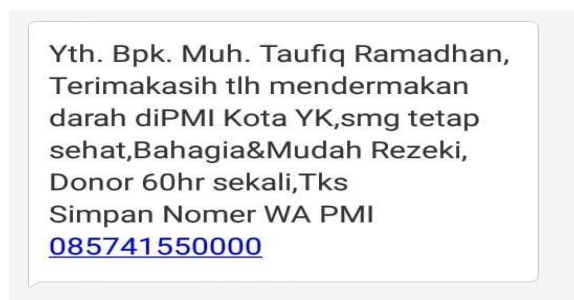 Yth. Bpk. Muh. Taufiq Ramadhan,
Terimakasih tlh mendermakan
darah diPMI Kota YK,smg tetap
sehat,Bahagia&Mudah Rezeki,
Donor 60hr sekali,Tks
Simpan Nomer WA PMI
085741550000